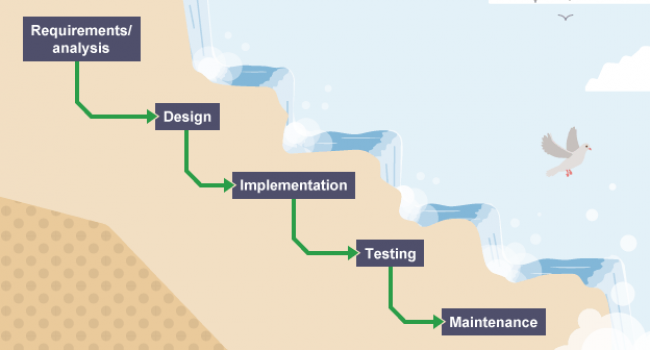 Requirements/
analysis
Design
Implementation
Testing
Maintenance